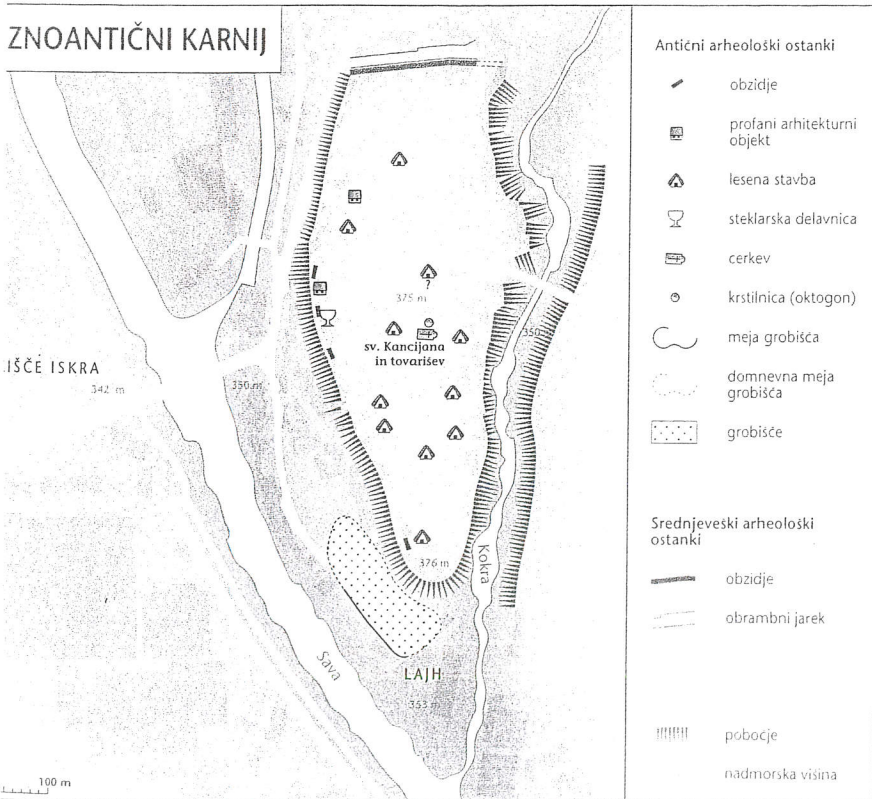 ZNOANTIČNI KARNIJ
IŠČE ISKRA
342 m
350 m
375 m
?
sv. Kancijana
in tovarišev
350 m
376 m
Kokra
Sava
LAJH
353 m
100 m
Antični arheološki ostanki
obzidje
profani arhitekturni
objekt
lesena stavba
steklarska delavnica
cerkev
krstilnica (oktogon)
meja grobišča
domnevna meja
grobišča
grobišče
Srednjeveški arheološki
ostanki
obzidje
obrambni jarek
pobočje
nadmorska višina